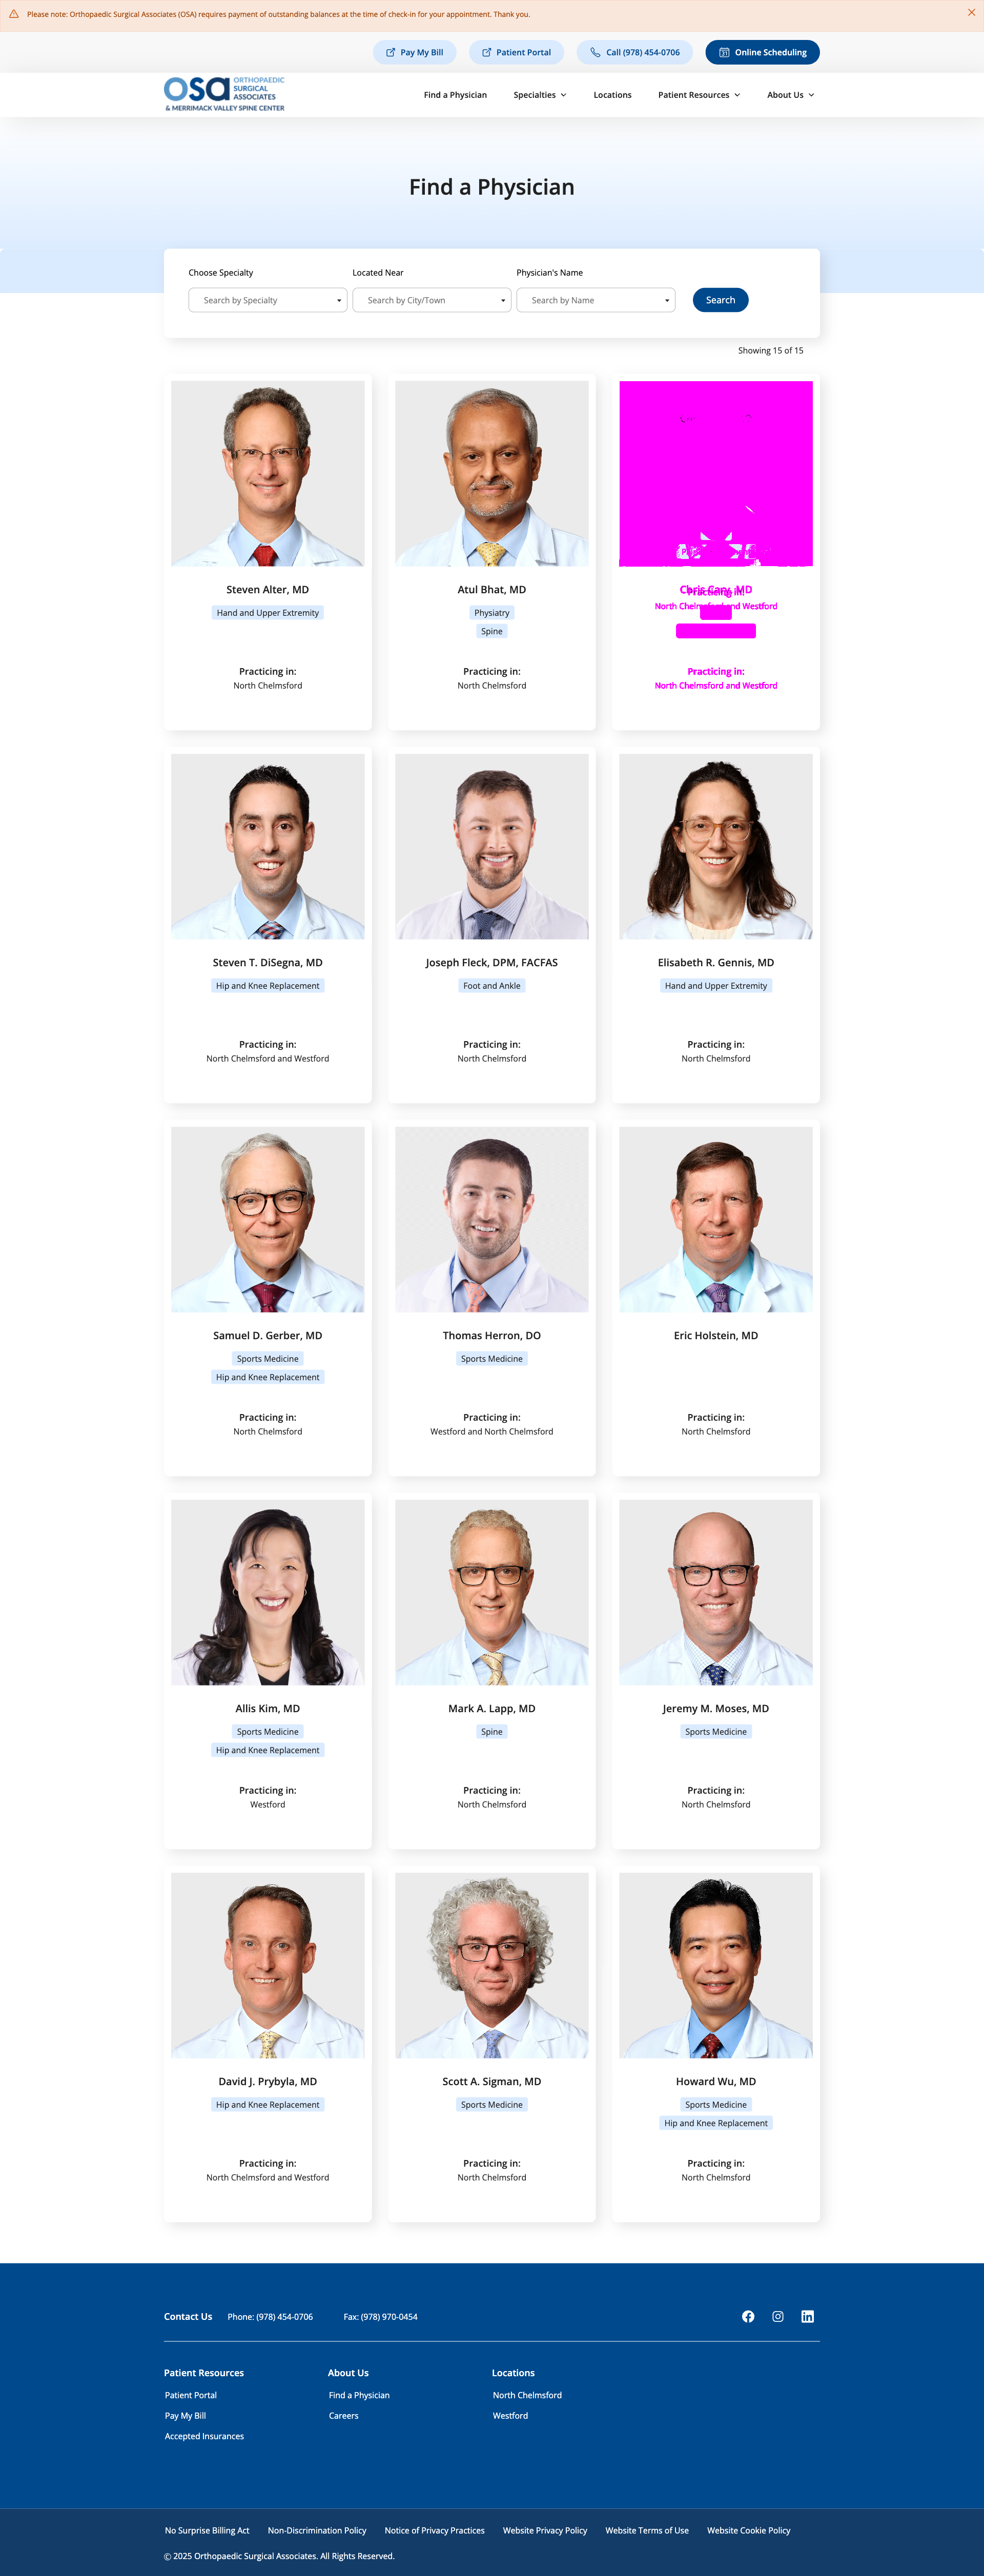 Please note: Orthopaedic Surgical Associates (OSA) requires payment of outstanding balances at the time of check-in for your appointment. Thank you.
Pay My Bill
Patient Portal
Call (978) 454-0706
Online Scheduling
osa ORTHOPAEDIC
SURGICAL
ASSOCIATES
& MERRIMACK VALLEY SPINE CENTER
Find a Physician
Specialties
Locations
Patient Resources
About Us
Find a Physician
Choose Specialty
Located Near
Physician's Name
Search by Specialty
Search by City/Town
Search by Name
Search
Showing 15 of 15
Steven Alter, MD
Hand and Upper Extremity
Practicing in:
North Chelmsford
Atul Bhat, MD
Physiatry
Spine
Practicing in:
North Chelmsford
MD
Practicing in:
North Chelmsford and Westford
Practicing in:
North Chelmsford and Westford
Steven T. DiSegna, MD
Hip and Knee Replacement
Practicing in:
North Chelmsford and Westford
Joseph Fleck, DPM, FACFAS
Foot and Ankle
Practicing in:
North Chelmsford
Elisabeth R. Gennis, MD
Hand and Upper Extremity
Practicing in:
North Chelmsford
Samuel D. Gerber, MD
Sports Medicine
Hip and Knee Replacement
Practicing in:
North Chelmsford
Thomas Herron, DO
Sports Medicine
Practicing in:
Westford and North Chelmsford
Eric Holstein, MD
Practicing in:
North Chelmsford
Allis Kim, MD
Sports Medicine
Hip and Knee Replacement
Practicing in:
Westford
Mark A. Lapp, MD
Spine
Practicing in:
North Chelmsford
Jeremy M. Moses, MD
Sports Medicine
Practicing in:
North Chelmsford
David J. Prybyla, MD
Hip and Knee Replacement
Practicing in:
North Chelmsford and Westford
Scott A. Sigman, MD
Sports Medicine
Practicing in:
North Chelmsford
Howard Wu, MD
Sports Medicine
Hip and Knee Replacement
Practicing in:
North Chelmsford
Contact Us
Phone: (978) 454-0706
Fax: (978) 970-0454
Patient Resources
Patient Portal
Pay My Bill
Accepted Insurances
About Us
Find a Physician
Careers
Locations
North Chelmsford
Westford
No Surprise Billing Act
Non-Discrimination Policy
Notice of Privacy Practices
Website Privacy Policy
Website Terms of Use
Website Cookie Policy
© 2025 Orthopaedic Surgical Associates. All Rights Reserved.